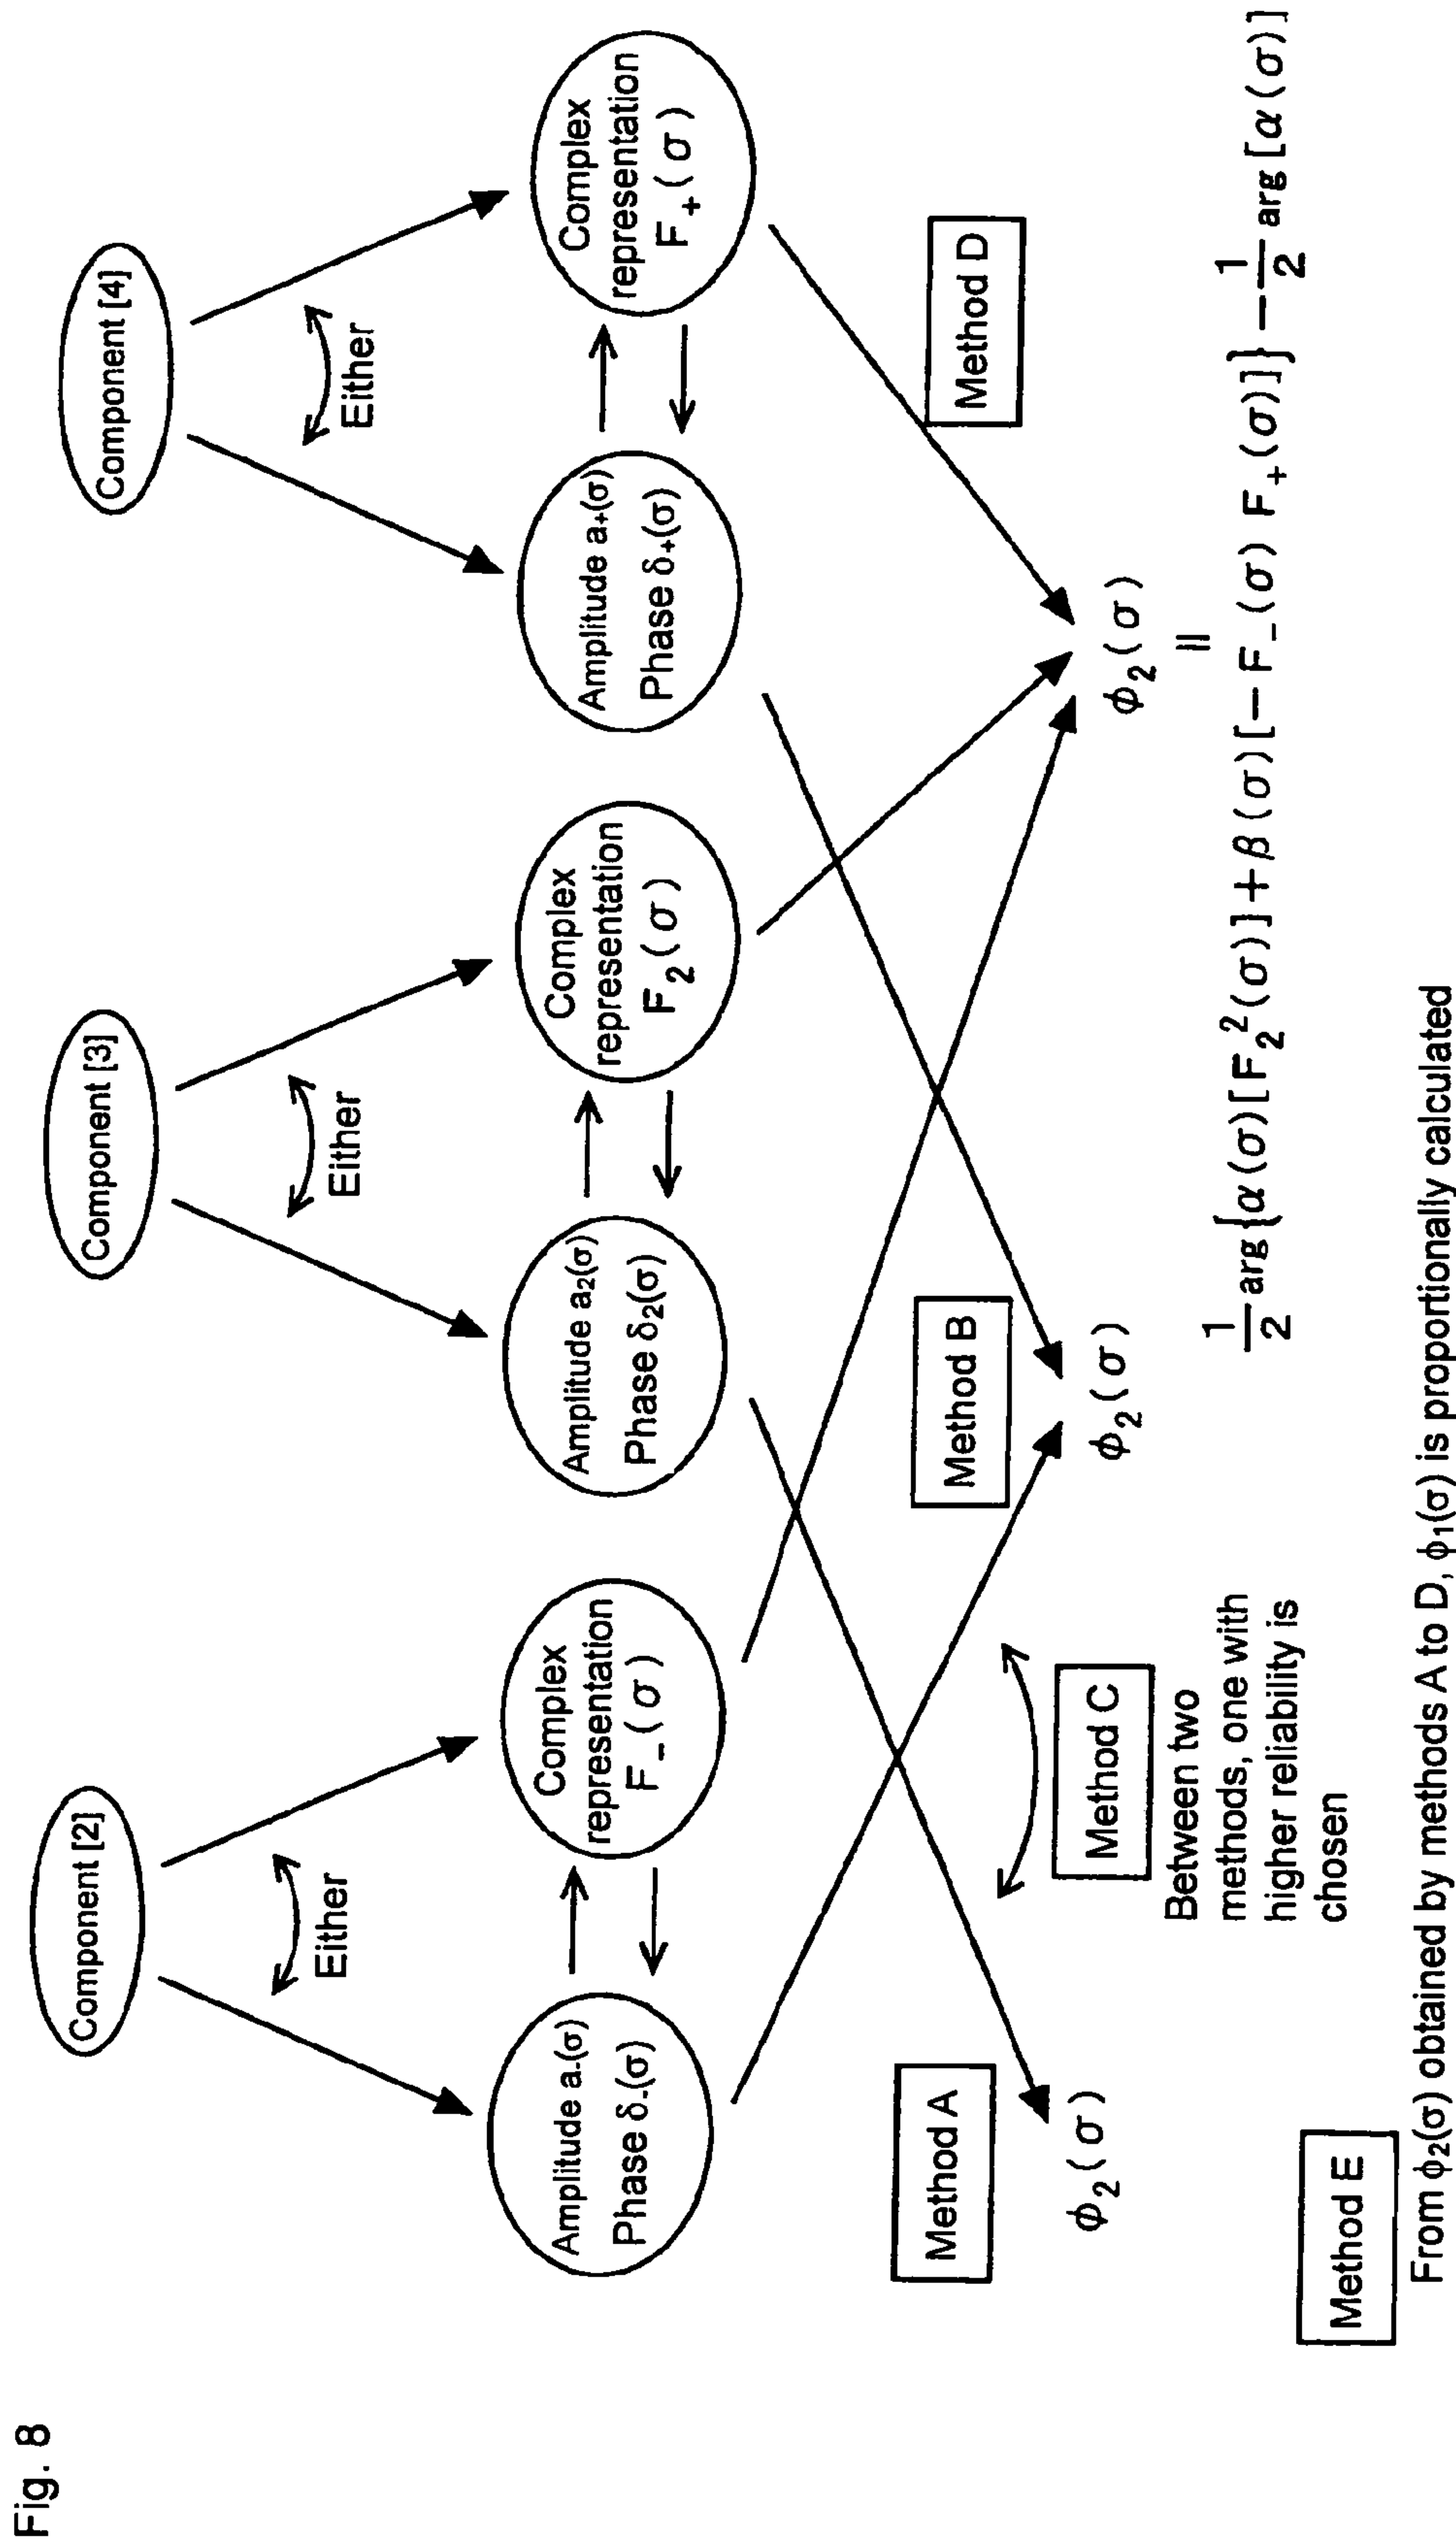 Fig. 8
Component [2]
Component [3]
Component [4]
Either
Either
Either
Amplitude a-(σ)
Phase δ-(σ)
Complex
representation
F₋(σ)
Amplitude a₂(σ)
Phase δ₂(σ)
Complex
representation
F₂(σ)
Amplitude a₊(σ)
Phase δ₊(σ)
Complex
representation
F₊(σ)
Method A
Method B
Method D
ϕ₂(σ)
Method C
Between two
methods, one with
higher reliability is
chosen
ϕ₂(σ)
ϕ₂(σ)
=
1/2 arg{α(σ)[F₂²(σ)]+β(σ)[−F₋(σ) F₊(σ)]}−1/2 arg[α(σ)]
Method E
From ϕ₂(σ) obtained by methods A to D, ϕ₁(σ) is proportionally calculated